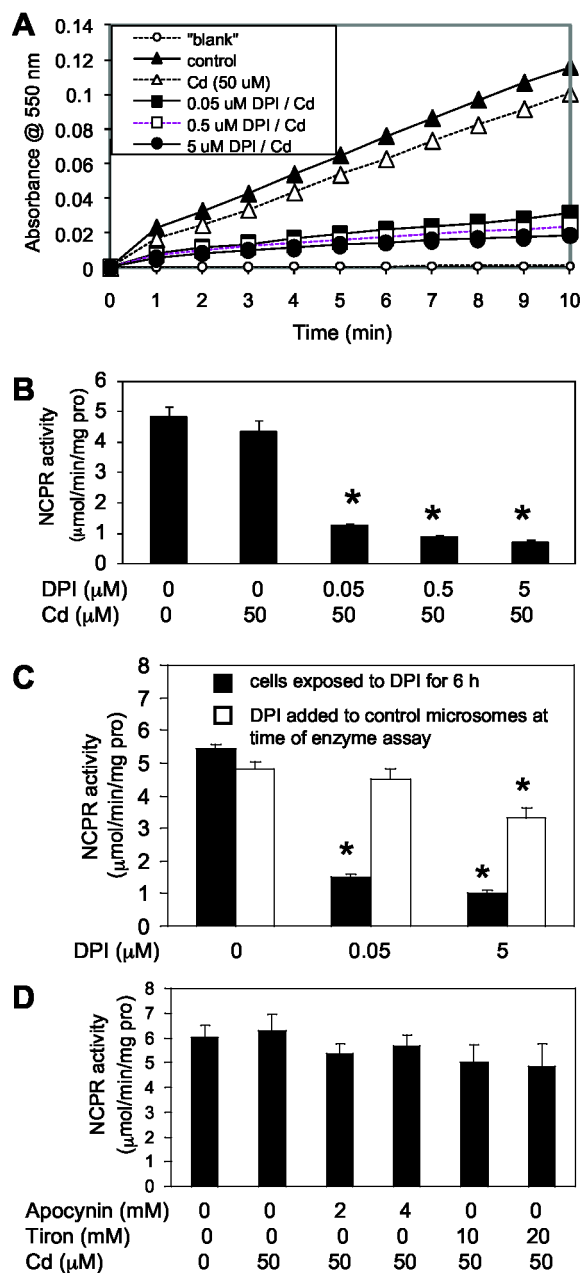 A
0.14
0.12
0.1
0.08
0.06
0.04
0.02
0
Absorbance @ 550 nm
"blank"
control
Cd (50 uM)
0.05 uM DPI / Cd
0.5 uM DPI / Cd
5 uM DPI / Cd
0 1 2 3 4 5 6 7 8 9 10
Time (min)
B
6
5
4
3
2
1
0
NCPR activity
(μmol/min/mg pro)
* * *
DPI (μM) 0 0 0.05 0.5 5
Cd (μM) 0 50 50 50 50
C
8
7
6
5
4
3
2
1
0
NCPR activity
(μmol/min/mg pro)
cells exposed to DPI for 6 h
DPI added to control microsomes at
time of enzyme assay
* * *
DPI (μM) 0 0.05 5
D
8
7
6
5
4
3
2
1
0
NCPR activity
(μmol/min/mg pro)
Apocynin (mM) 0 0 2 4 0 0
Tiron (mM) 0 0 0 0 10 20
Cd (μM) 0 50 50 50 50 50